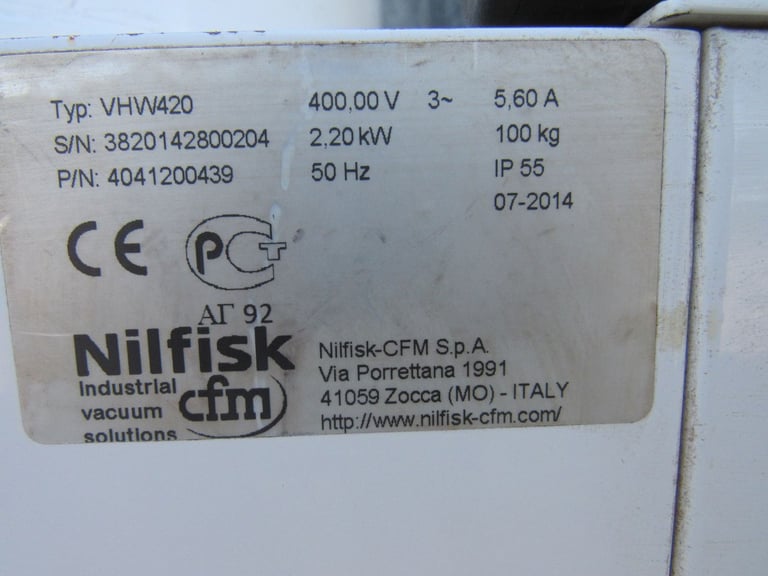 Typ: VHW420 400,00 V 3~ 5,60 A
S/N: 3820142800204 2,20 kW 100 kg
P/N: 4041200439 50 Hz IP 55
07-2014
CE PCT
АГ 92
Nilfisk
Industrial
vacuum
solutions
cfm
Nilfisk-CFM S.p.A.
Via Porrettana 1991
41059 Zocca (MO) - ITALY
http://www.nilfisk-cfm.com/